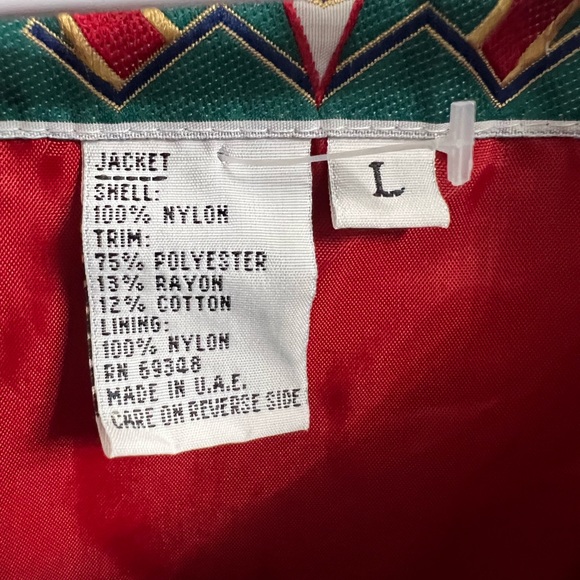 JACKET
SHELL:
100% NYLON
TRIM:
75% POLYESTER
13% RAYON
12% COTTON
LINING:
100% NYLON
RN 69348
MADE IN U.A.E.
CARE ON REVERSE SIDE
L